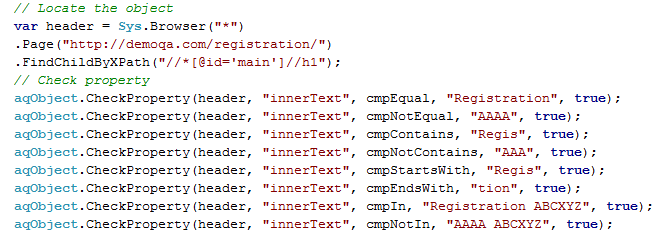 // Locate the object
var header = Sys.Browser("*")
.Page("http://demoqa.com/registration/")
.FindChildByXPath("//*[@id='main']//h1");
// Check property
aqObject.CheckProperty(header, "innerText", cmpEqual, "Registration", true);
aqObject.CheckProperty(header, "innerText", cmpNotEqual, "AAAA", true);
aqObject.CheckProperty(header, "innerText", cmpContains, "Regis", true);
aqObject.CheckProperty(header, "innerText", cmpNotContains, "AAA", true);
aqObject.CheckProperty(header, "innerText", cmpStartsWith, "Regis", true);
aqObject.CheckProperty(header, "innerText", cmpEndsWith, "tion", true);
aqObject.CheckProperty(header, "innerText", cmpIn, "Registration ABCXYZ", true);
aqObject.CheckProperty(header, "innerText", cmpNotIn, "AAAA ABCXYZ", true);